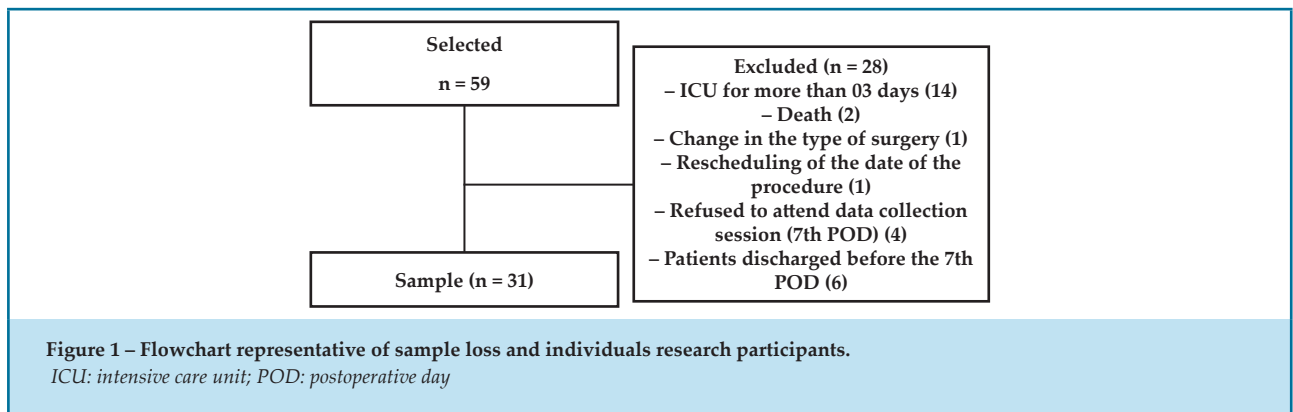 Selected
n = 59
Excluded (n = 28)
– ICU for more than 03 days (14)
– Death (2)
– Change in the type of surgery (1)
– Rescheduling of the date of the
procedure (1)
– Refused to attend data collection
session (7th POD) (4)
– Patients discharged before the 7th
POD (6)
Sample (n = 31)
Figure 1 – Flowchart representative of sample loss and individuals research participants.
ICU: intensive care unit; POD: postoperative day